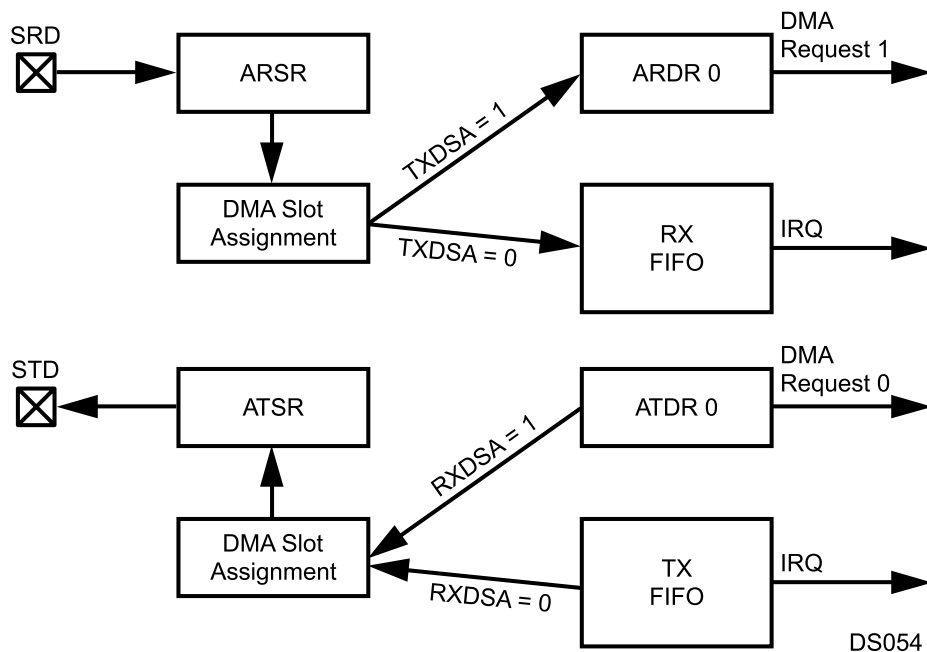 SRD
ARSR
ARDR 0
DMA
Request 1
TXDSA = 1
DMA Slot
Assignment
TXDSA = 0
RX
FIFO
IRQ
STD
ATSR
ATDR 0
DMA
Request 0
RXDSA = 1
DMA Slot
Assignment
RXDSA = 0
TX
FIFO
IRQ
DS054